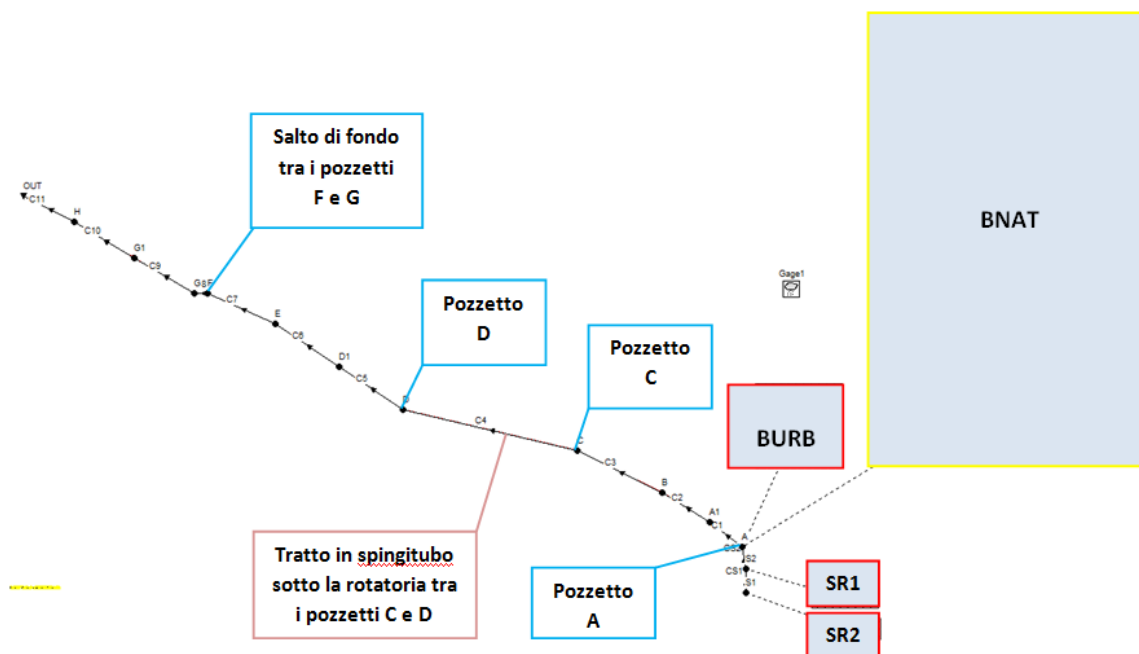 Salto di fondo
tra i pozzetti
F e G
BNAT
OUT
C11
H
C10
G1
C9
C7
Gage1
E
C6
Pozzetto
D
Pozzetto
C
D1
C5
D
C4
C
C3
BURB
B
C2
A1
C1
A
Tratto in spingitubo
sotto la rotatoria tra
i pozzetti C e D
Pozzetto
A
S2
CS1
S1
SR1
SR2